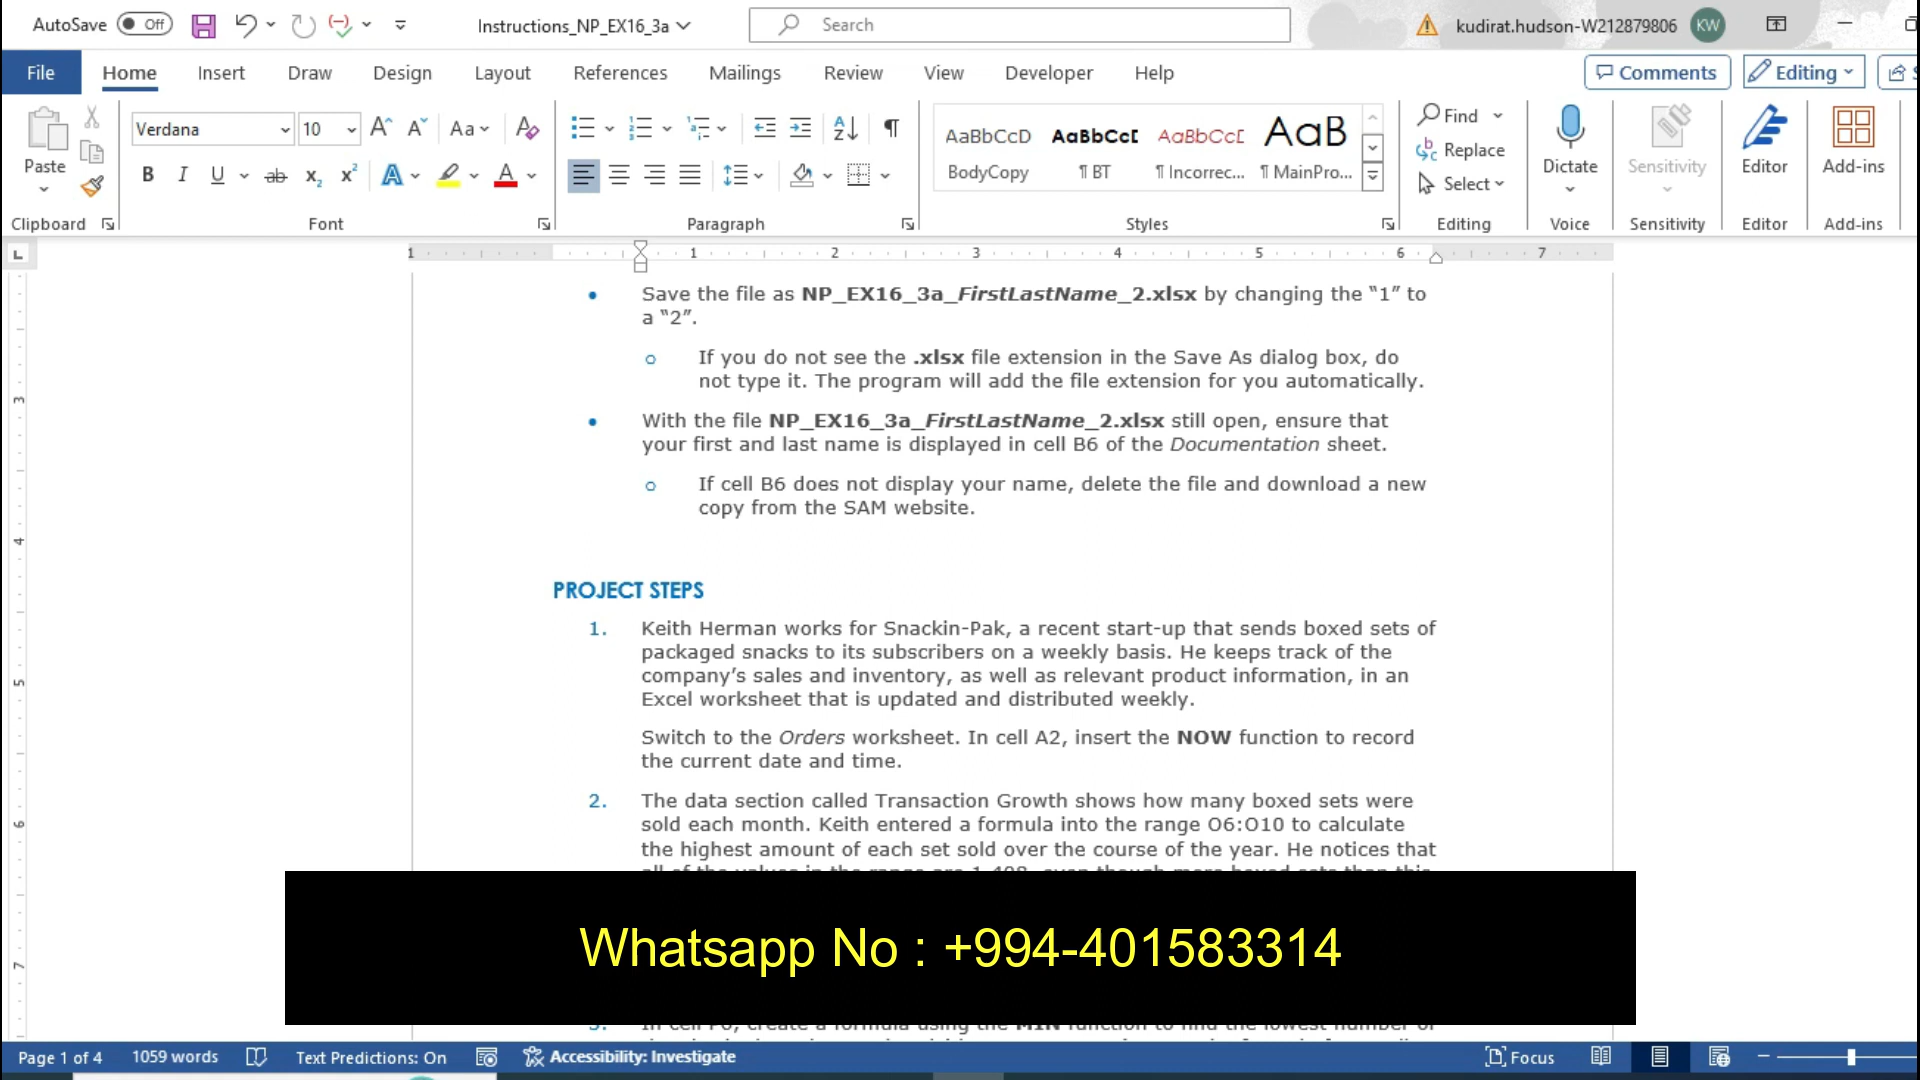 AutoSave Off Instructions_NP_EX16_3a Search kudirat.hudson-W212879806 KW
File Home Insert Draw Design Layout References Mailings Review View Developer Help Comments Editing
Verdana 10 Aa AaBbCcD AaBbCcI AaBbCcI AaB Find
Paste Replace Dictate Sensitivity Editor Add-ins
B I U ab x₂ x² A A BodyCopy ¶ BT ¶ Incorrec... ¶ MainPro... Select
Clipboard Font Paragraph Styles Editing Voice Sensitivity Editor Add-ins
1 1 2 3 4 5 6 7
Save the file as NP_EX16_3a_FirstLastName_2.xlsx by changing the “1” to
a “2”.
o If you do not see the .xlsx file extension in the Save As dialog box, do
not type it. The program will add the file extension for you automatically.
With the file NP_EX16_3a_FirstLastName_2.xlsx still open, ensure that
your first and last name is displayed in cell B6 of the Documentation sheet.
o If cell B6 does not display your name, delete the file and download a new
copy from the SAM website.
PROJECT STEPS
1. Keith Herman works for Snackin-Pak, a recent start-up that sends boxed sets of
packaged snacks to its subscribers on a weekly basis. He keeps track of the
company’s sales and inventory, as well as relevant product information, in an
Excel worksheet that is updated and distributed weekly.
Switch to the Orders worksheet. In cell A2, insert the NOW function to record
the current date and time.
2. The data section called Transaction Growth shows how many boxed sets were
sold each month. Keith entered a formula into the range O6:O10 to calculate
the highest amount of each set sold over the course of the year. He notices that
Whatsapp No : +994-401583314
Page 1 of 4 1059 words Text Predictions: On Accessibility: Investigate Focus